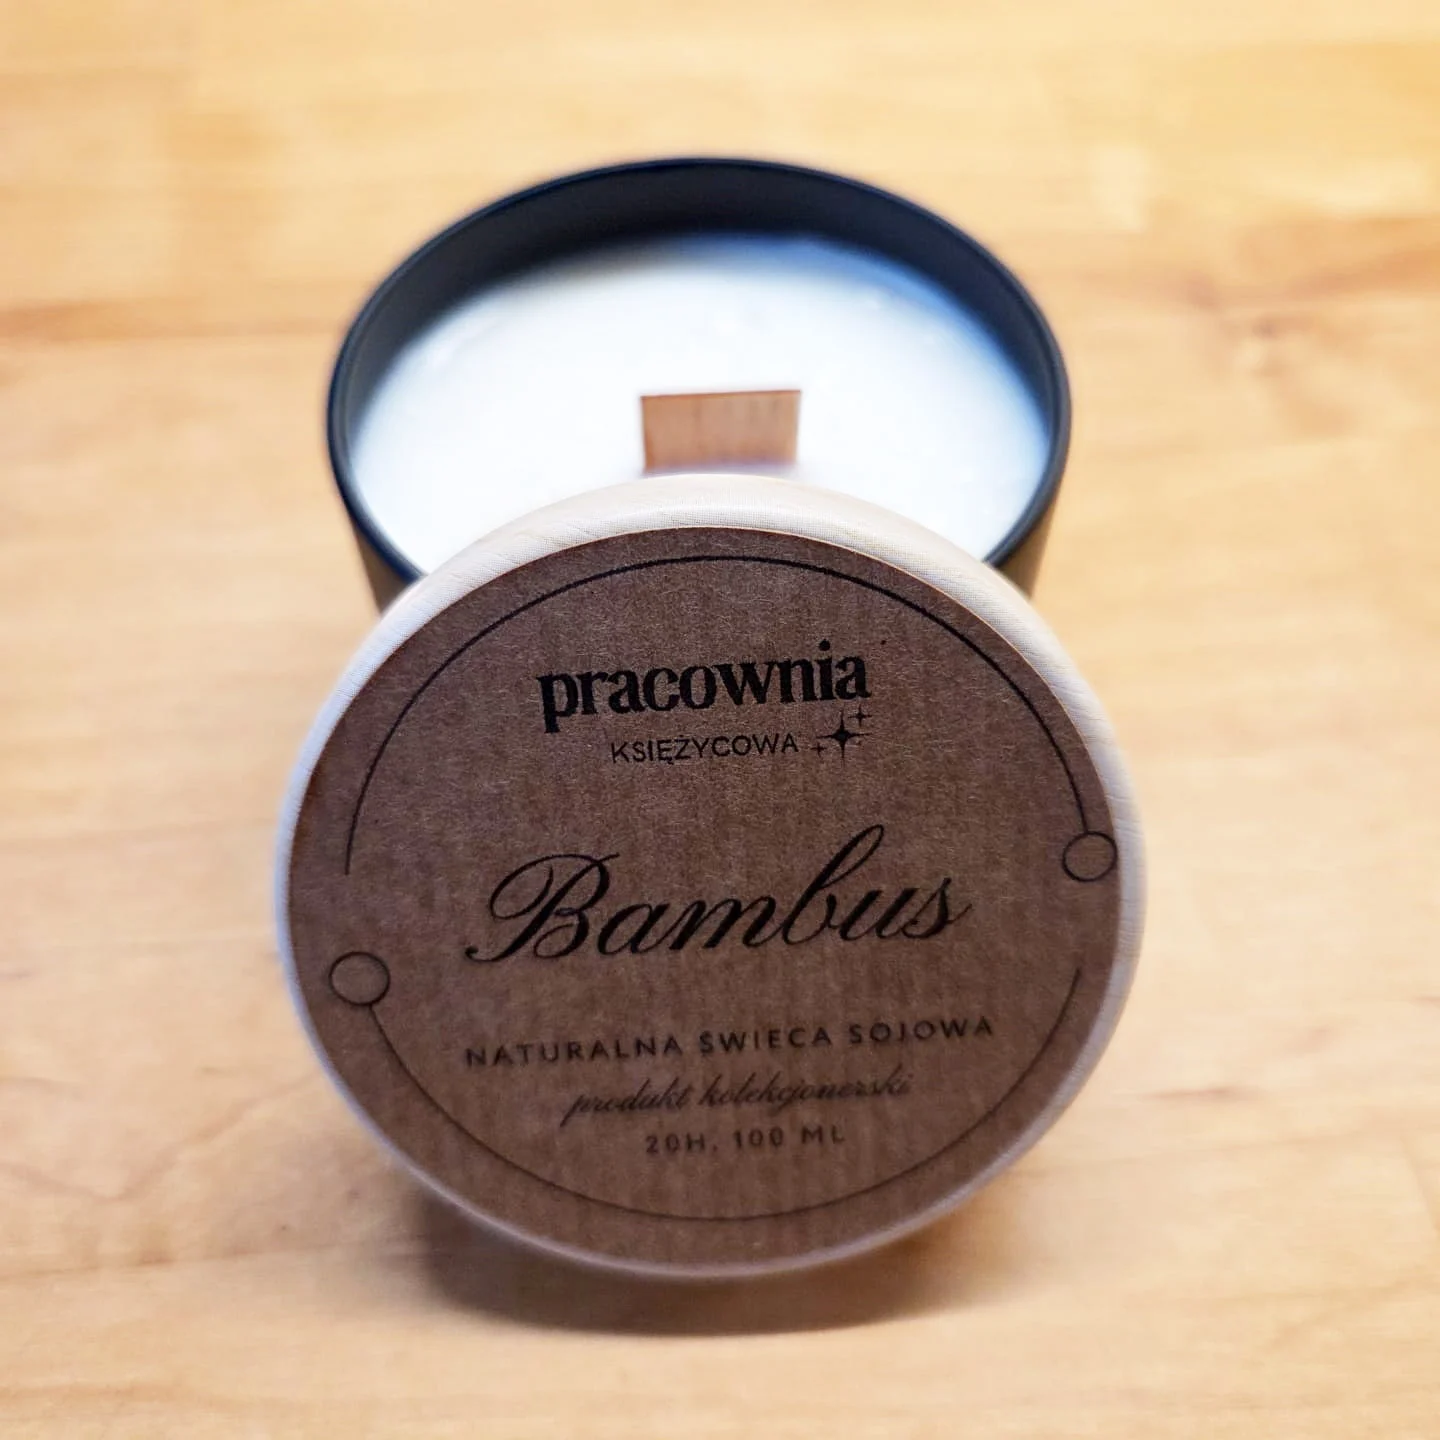 pracownia
KSIĘŻYCOWA
Bambus
NATURALNA ŚWIECA SOJOWA
produkt kolekcjonerski
20H, 100 ML